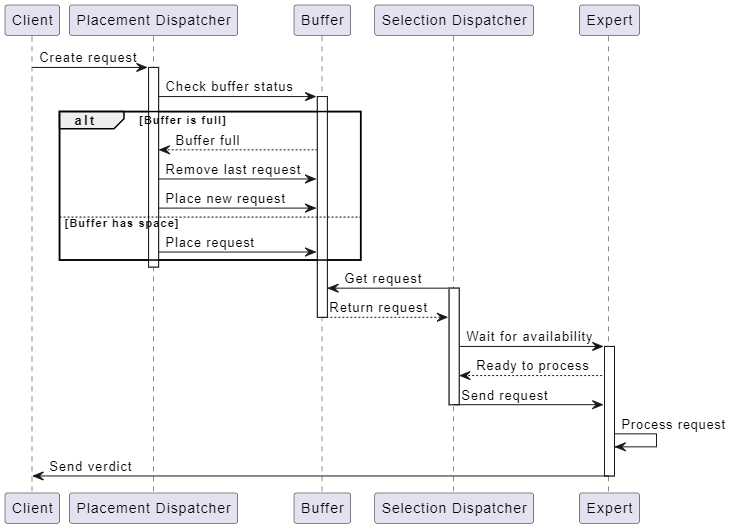 Client Placement Dispatcher Buffer Selection Dispatcher Expert
Create request
Check buffer status
alt [Buffer is full]
Buffer full
Remove last request
Place new request
[Buffer has space]
Place request
Get request
Return request
Wait for availability
Ready to process
Send request
Process request
Send verdict
Client Placement Dispatcher Buffer Selection Dispatcher Expert